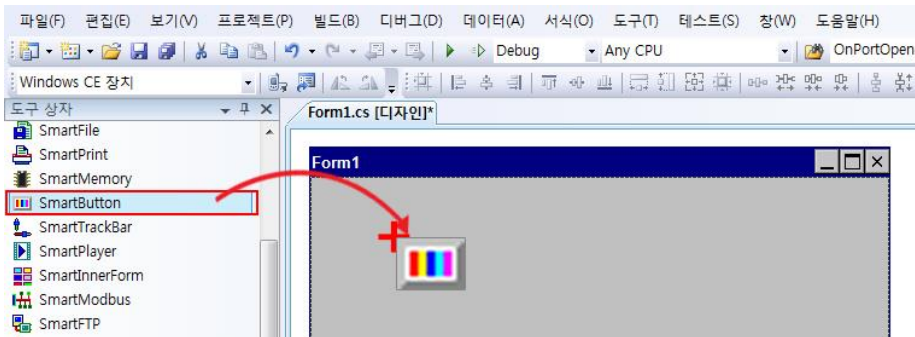 파일(F) 편집(E) 보기(V) 프로젝트(P) 빌드(B) 디버그(D) 데이터(A) 서식(O) 도구(T) 테스트(S) 창(W) 도움말(H)
Debug Any CPU OnPortOpen
Windows CE 장치
도구 상자 Form1.cs [디자인]*
SmartFile
SmartPrint
SmartMemory
SmartButton
SmartTrackBar
SmartPlayer
SmartInnerForm
SmartModbus
SmartFTP
Form1